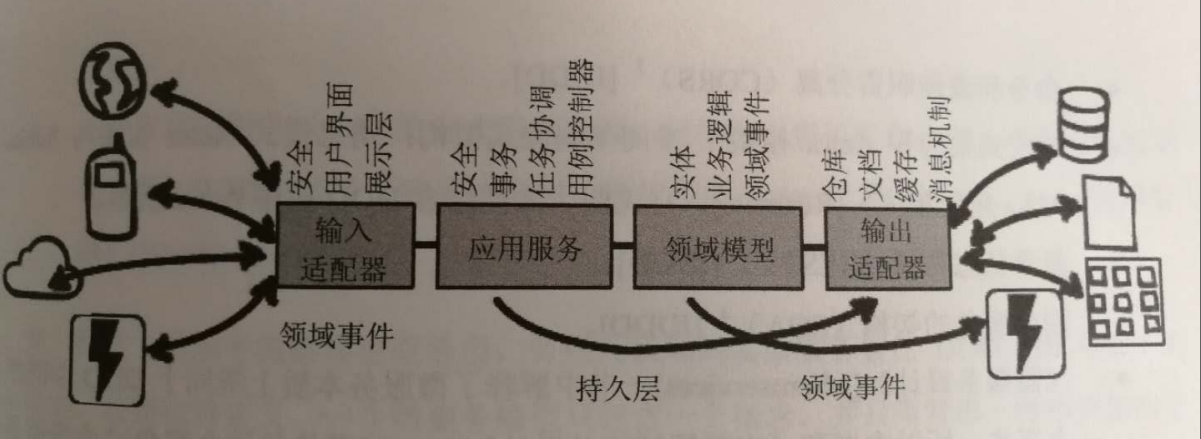 安全
用户界面
展示层
安全
事务
任务协调
用例控制器
实体
业务逻辑
领域事件
仓库
文档
缓存
消息机制
输入
适配器
应用服务
领域模型
输出
适配器
领域事件
持久层
领域事件